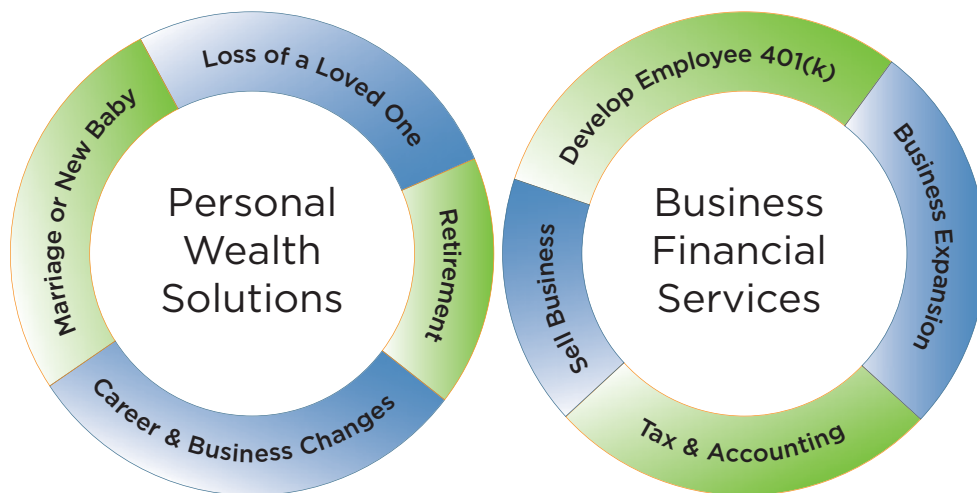 Loss of a Loved One
Retirement
Career & Business Changes
Marriage or New Baby
Personal
Wealth
Solutions
Develop Employee 401(k)
Business Expansion
Tax & Accounting
Sell Business
Business
Financial
Services